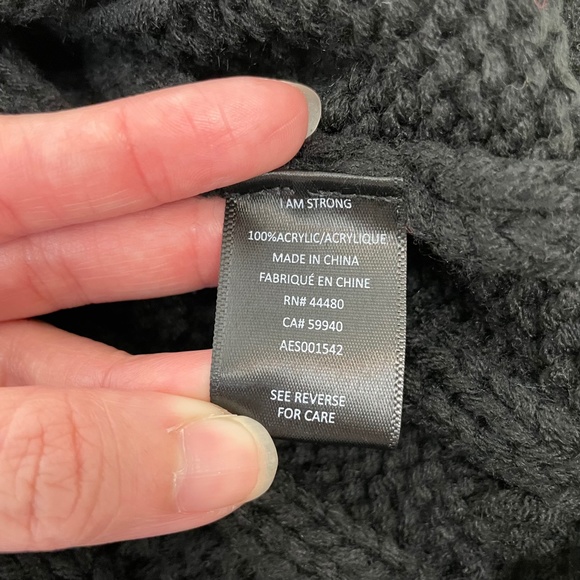 I AM STRONG
100%ACRYLIC/ACRYLIQUE
MADE IN CHINA
FABRIQUÉ EN CHINE
RN# 44480
CA# 59940
AES001542
SEE REVERSE
FOR CARE